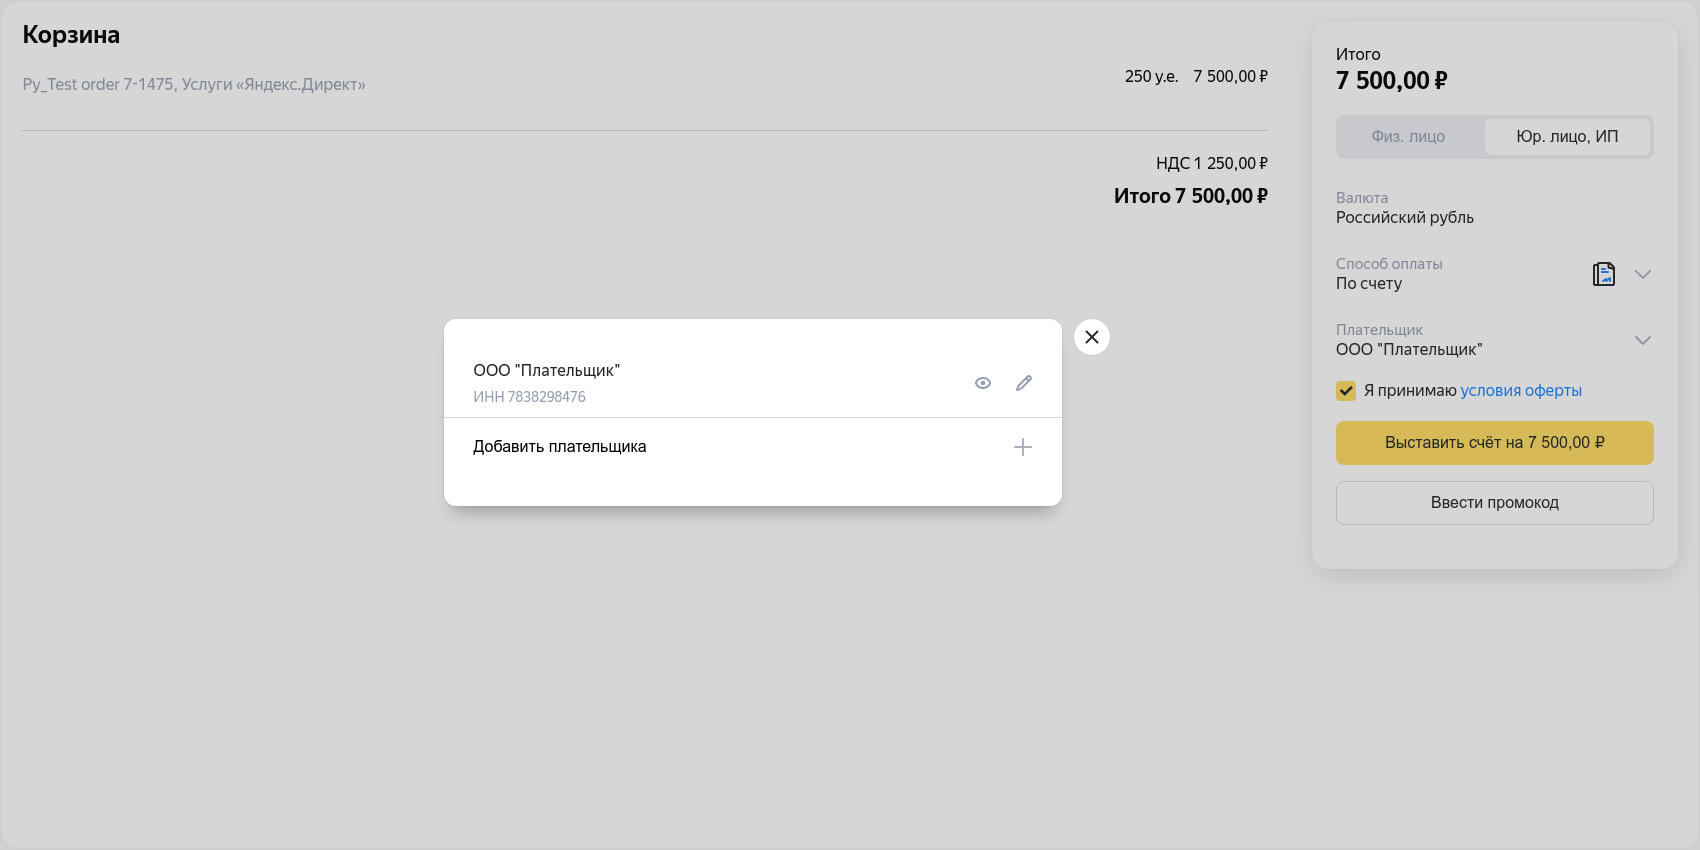 Корзина
Py_Test order 7-1475, Услуги «Яндекс.Директ»
250 у.е. 7 500,00 ₽
НДС 1 250,00 ₽
Итого 7 500,00 ₽
ООО "Плательщик"
ИНН 7838298476
Добавить плательщика
Итого
7 500,00 ₽
Физ. лицо
Юр. лицо, ИП
Валюта
Российский рубль
Способ оплаты
По счету
Плательщик
ООО "Плательщик"
Я принимаю условия оферты
Выставить счёт на 7 500,00 ₽
Ввести промокод